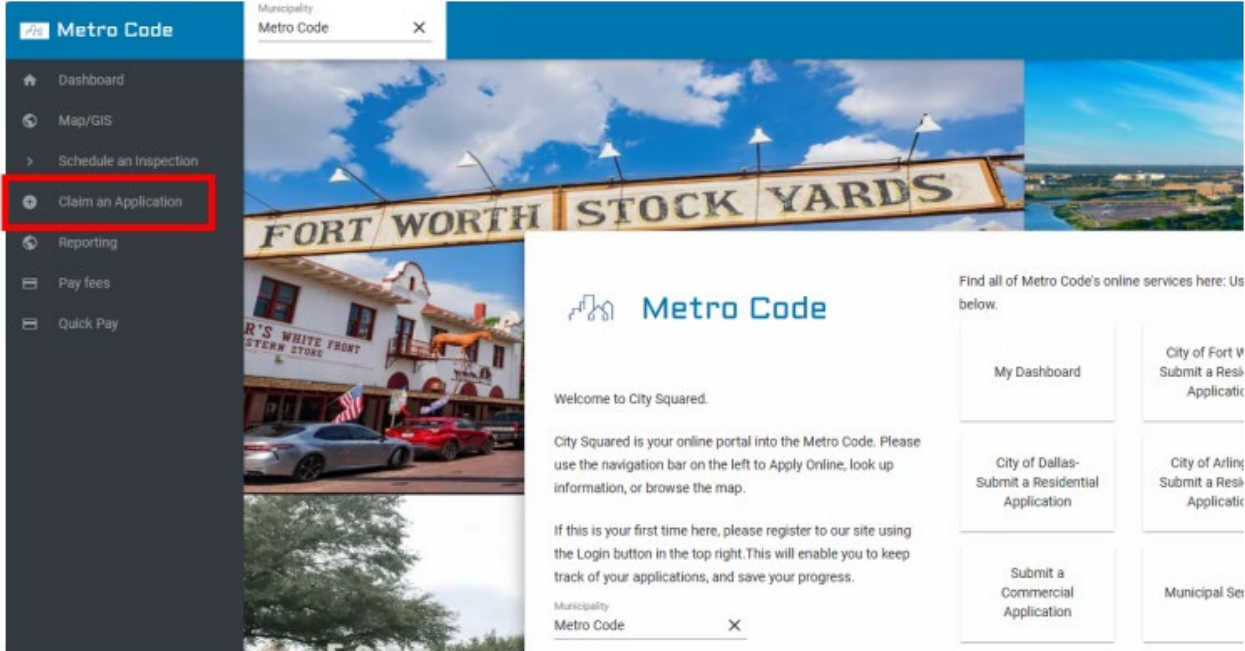 Metro Code
Municipality
Metro Code
Dashboard
Map/GIS
Schedule an Inspection
Claim an Application
Reporting
Pay fees
Quick Pay
FORT WORTH STOCK YARDS
R'S WHITE FRONT
STERN STORE
Metro Code
Welcome to City Squared.
City Squared is your online portal into the Metro Code. Please
use the navigation bar on the left to Apply Online, look up
information, or browse the map.
If this is your first time here, please register to our site using
the Login button in the top right.This will enable you to keep
track of your applications, and save your progress.
Municipality
Metro Code
Find all of Metro Code's online services here: Us
below.
My Dashboard
City of Fort W
Submit a Resi
Applicatio
City of Dallas-
Submit a Residential
Application
City of Arling
Submit a Resi
Applicatio
Submit a
Commercial
Application
Municipal Ser